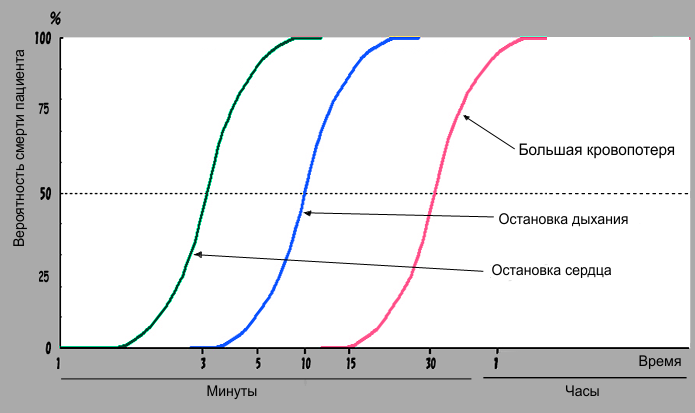 %
Вероятность смерти пациента
100
75
50
25
0
Большая кровопотеря
Остановка дыхания
Остановка сердца
1 3 5 10 15 30 1 Время
Минуты Часы